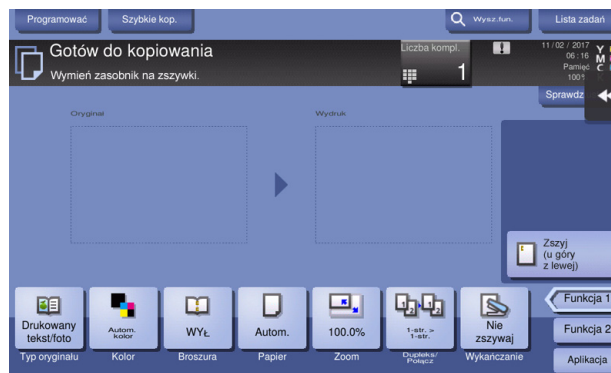 Programować
Szybkie kop.
Wysz.fun.
Lista zadań
Gotów do kopiowania
Wymień zasobnik na zszywki.
Liczba kompl.
1
11/02 / 2017
06 : 16
Pamięć
100%
Y
M
C
Sprawdź
Oryginał
Wydruk
Zszyj
(u góry
z lewej)
Funkcja 1
Drukowany
tekst/foto
Autom.
kolor
WYŁ
Autom.
100.0%
1-str. >
1-str.
Nie
zszywaj
Funkcja 2
Typ oryginału
Kolor
Broszura
Papier
Zoom
Dupleks/
Połącz
Wykańczanie
Aplikacja